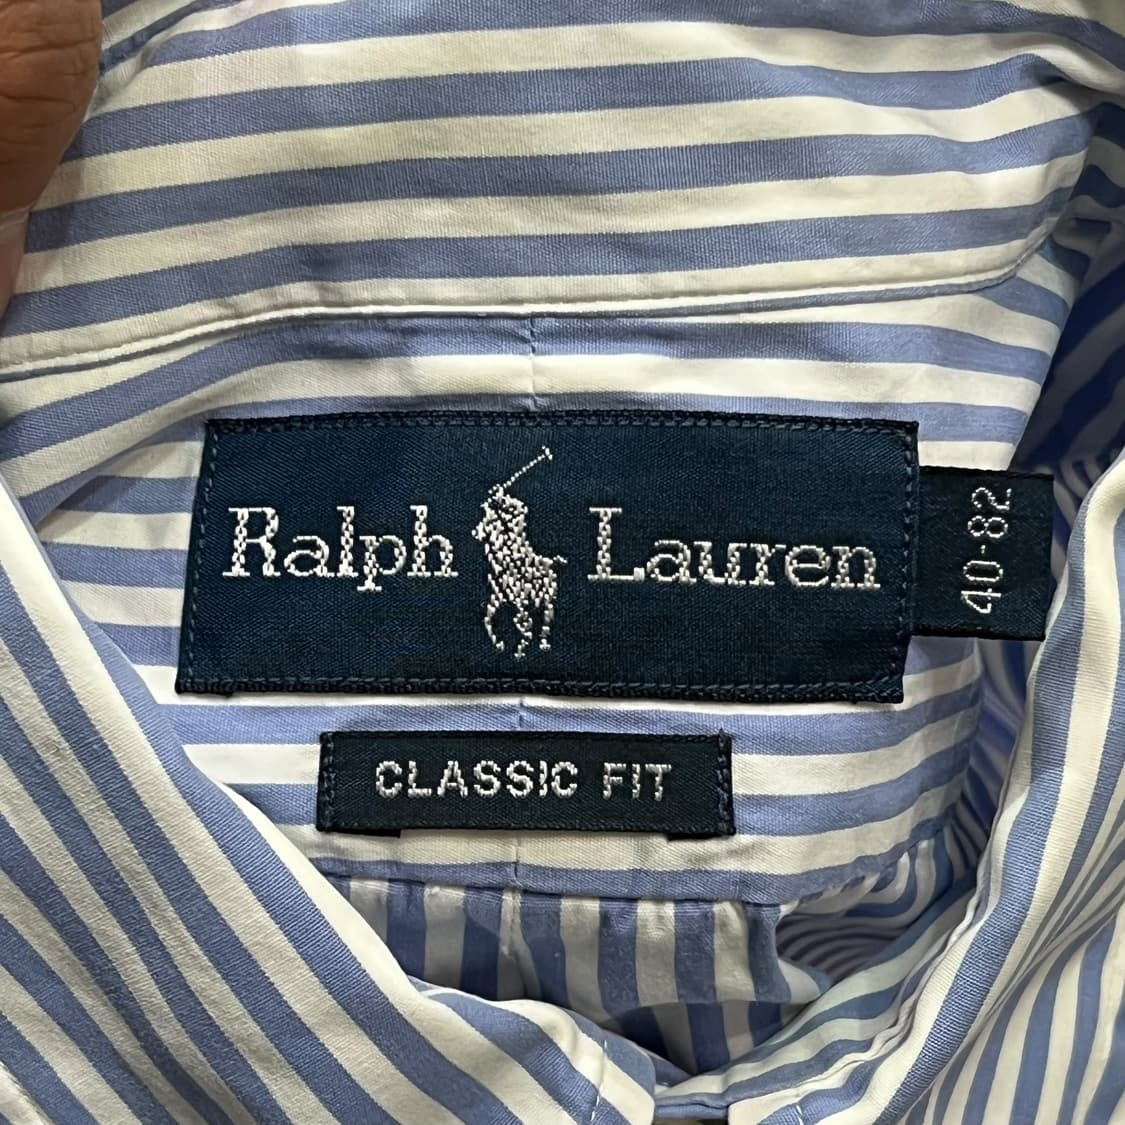 Ralph Lauren
40-82
CLASSIC FIT